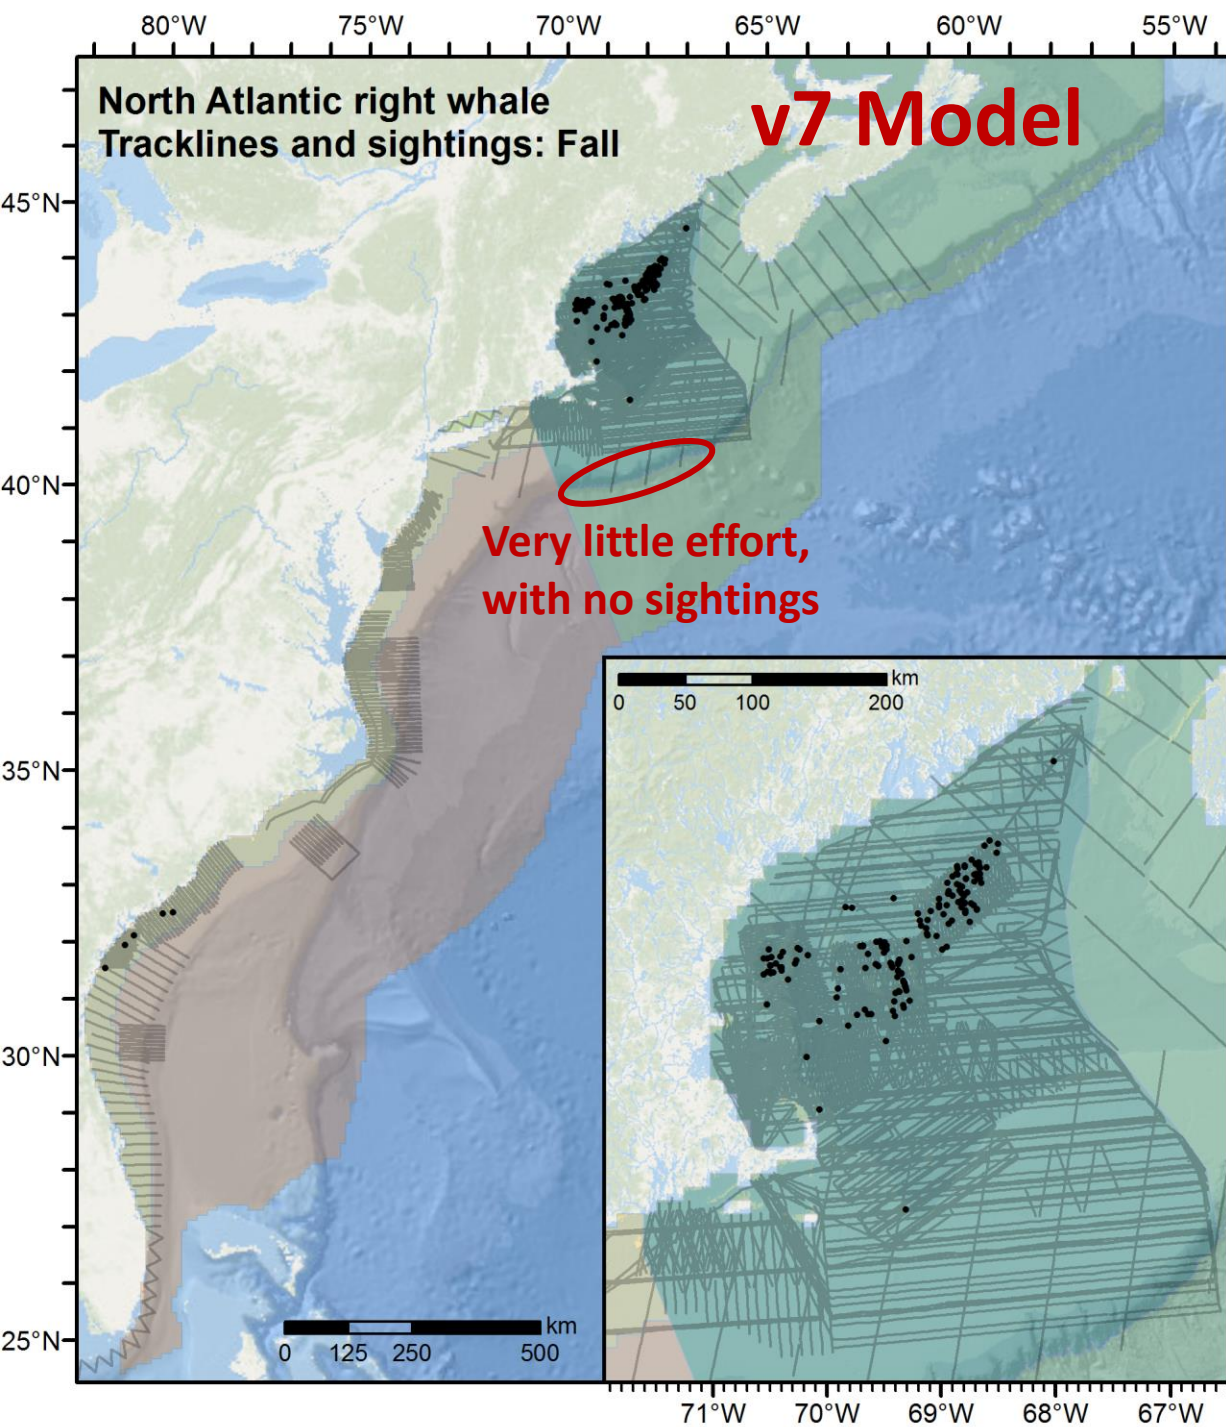 80°W 75°W 70°W 65°W 60°W 55°W
North Atlantic right whale
Tracklines and sightings: Fall
v7 Model
45°N
40°N
Very little effort,
with no sightings
km
0 50 100 200
35°N
30°N
25°N
km
0 125 250 500
71°W 70°W 69°W 68°W 67°W